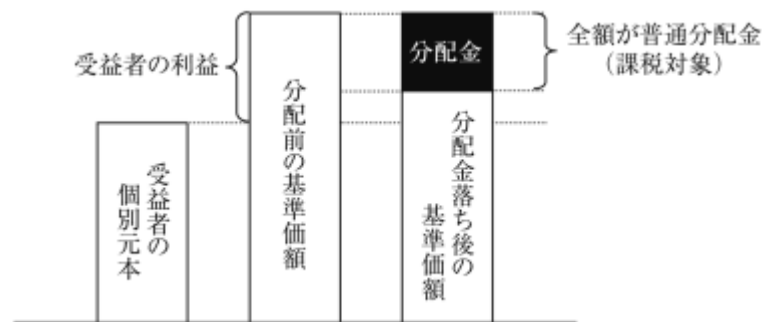 受益者の利益
分配金
全額が普通分配金
（課税対象）
受益者の
個別元本
分配前の基準価額
分配金落ち後の
基準価額